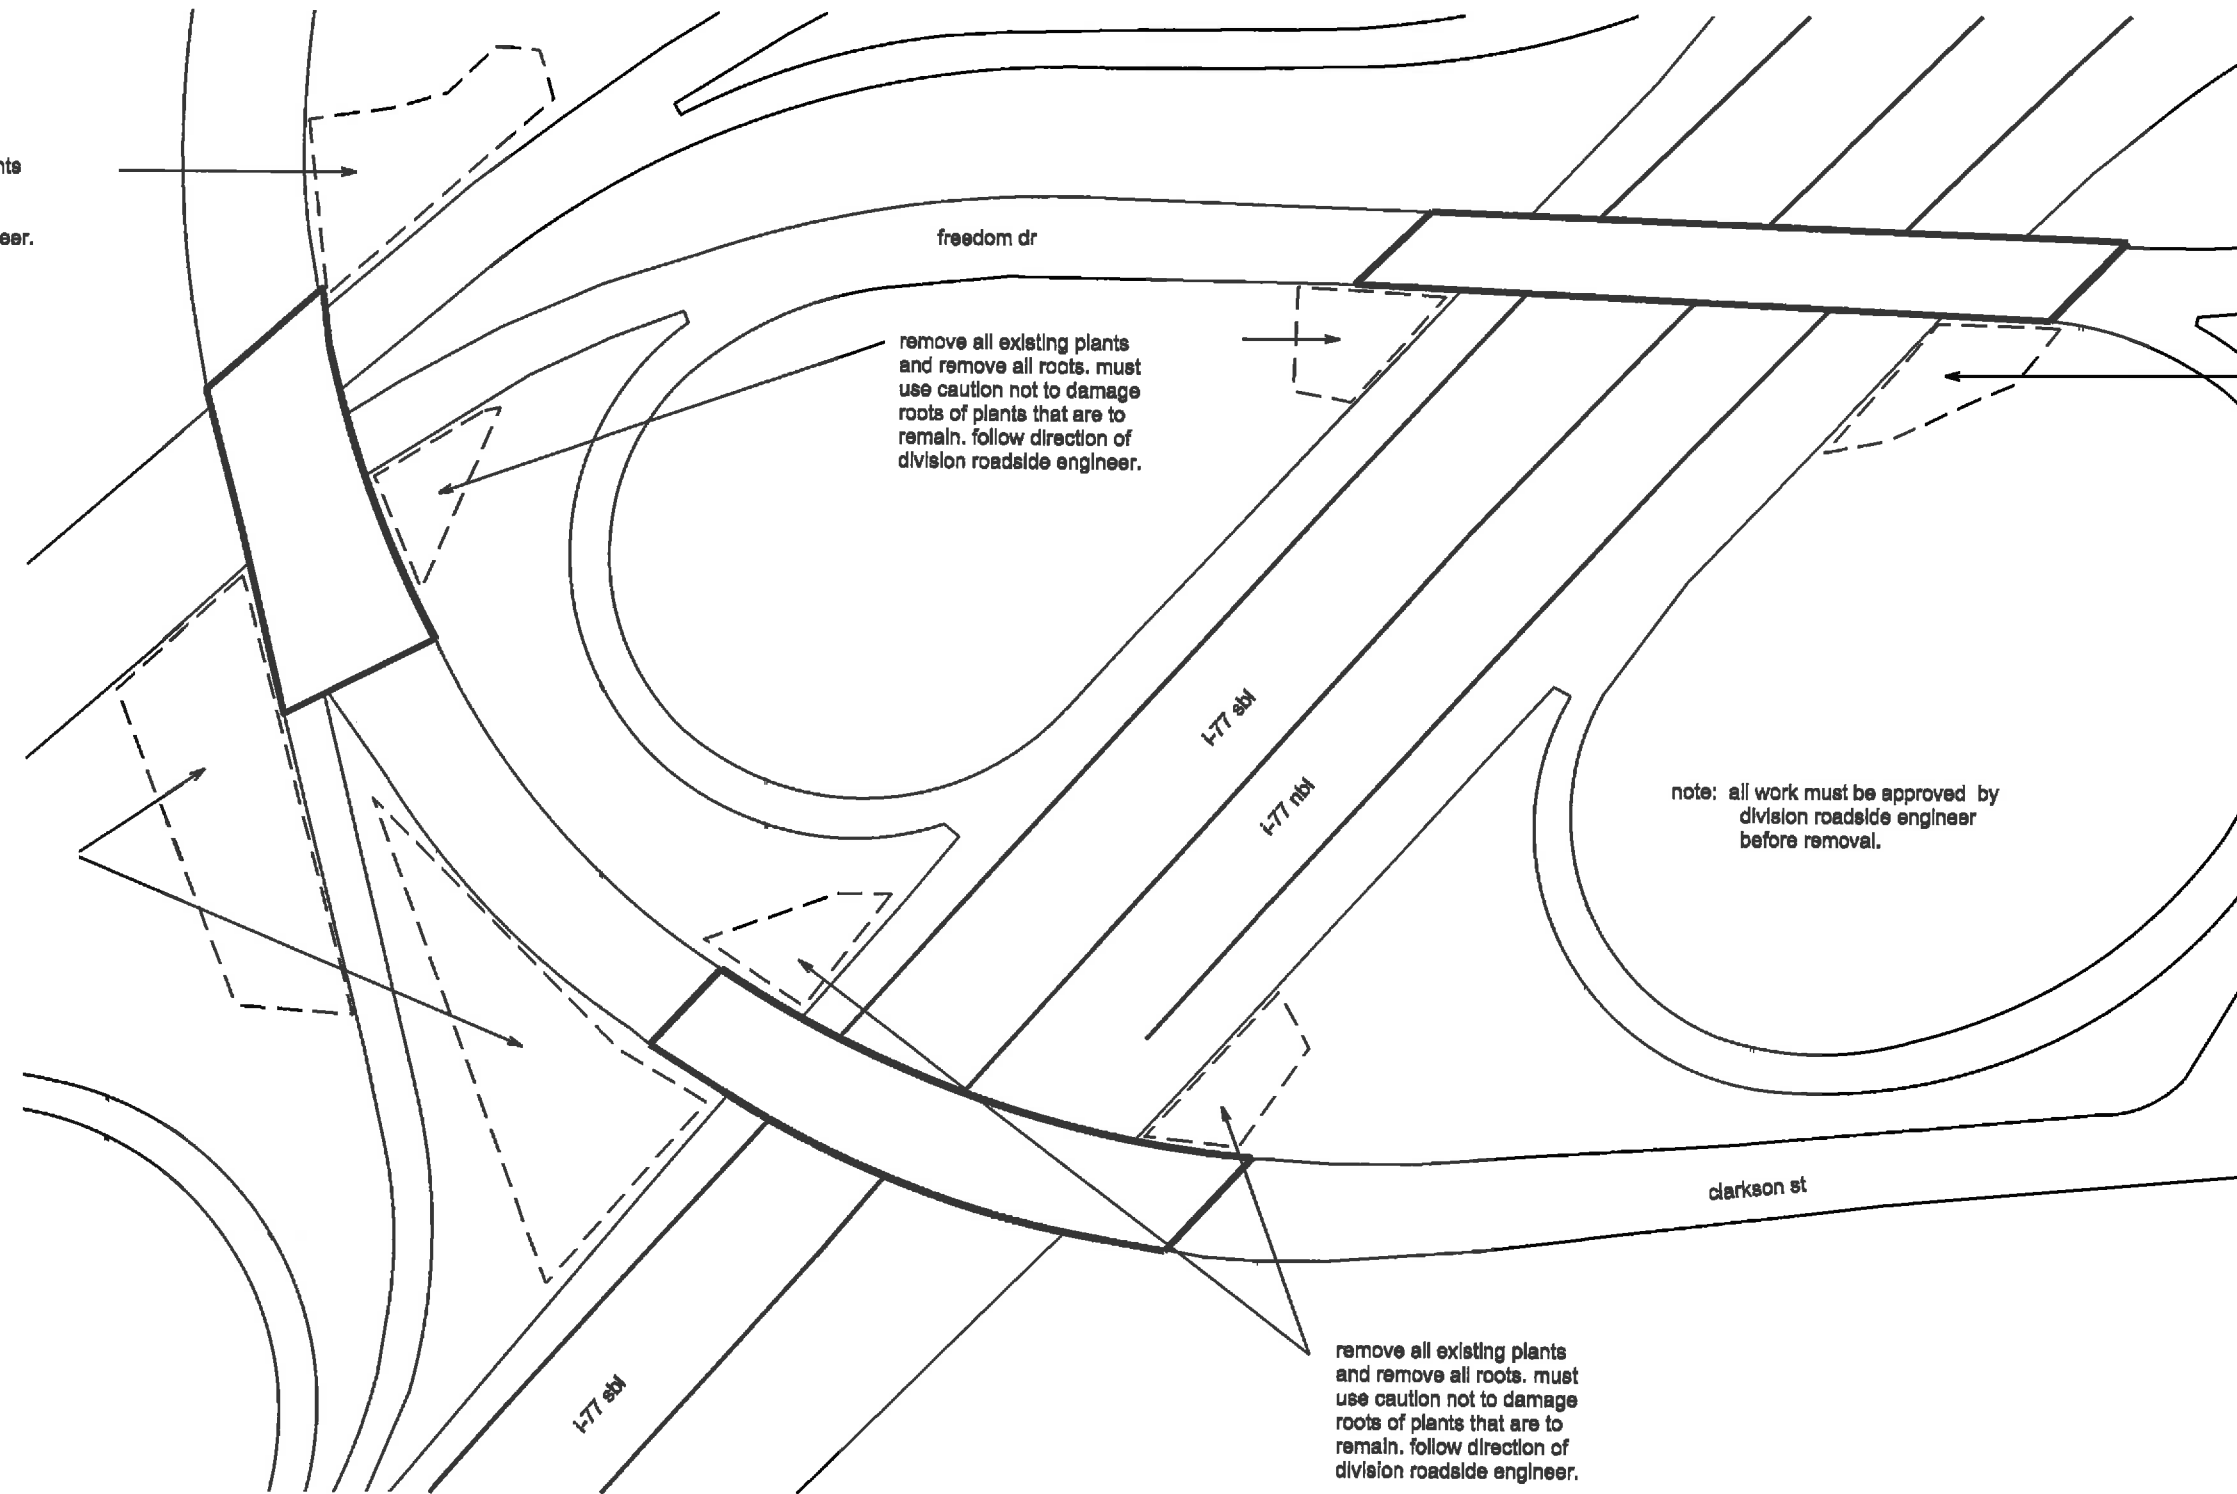 nts
eer.
freedom dr
remove all existing plants
and remove all roots. must
use caution not to damage
roots of plants that are to
remain. follow direction of
division roadside engineer.
i-77 sbl
i-77 nbl
note: all work must be approved by
division roadside engineer
before removal.
clarkson st
i-77 sbl
remove all existing plants
and remove all roots. must
use caution not to damage
roots of plants that are to
remain. follow direction of
division roadside engineer.